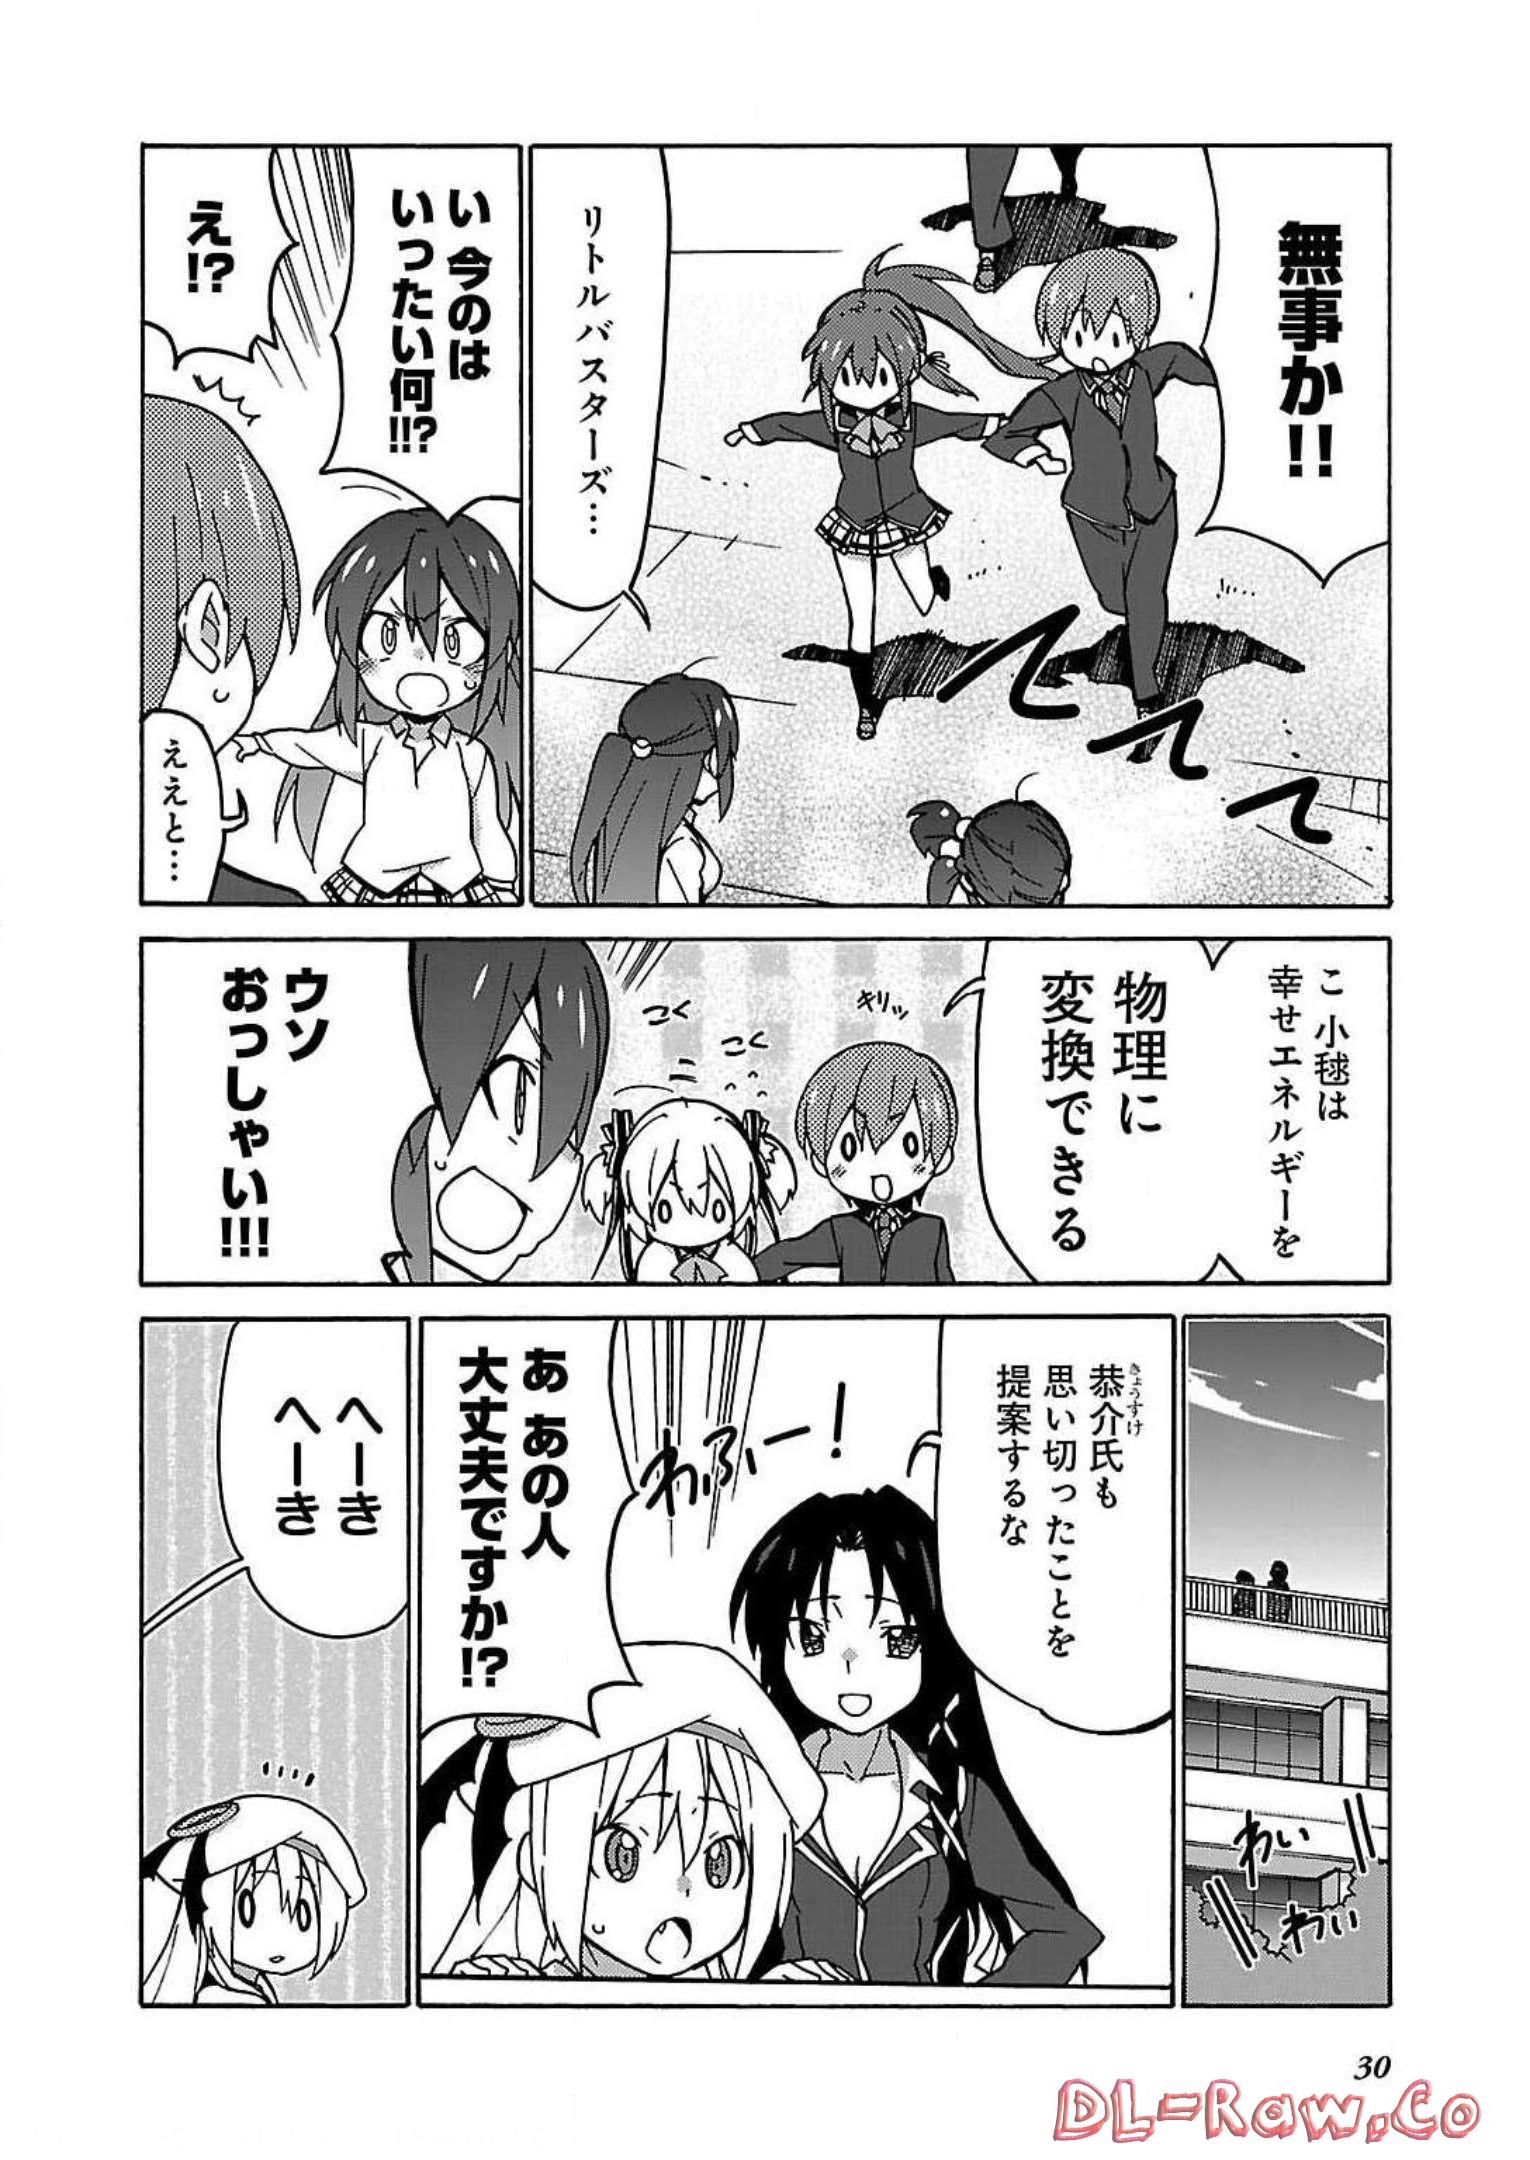 無事か!!
リトルバスターズ…
てててて
い 今のは
いったい何!!?
え!?
ええと…
こ 小毬は
幸せエネルギーを
物理に
変換できる
キリッ
こく
こく
ウソ
おっしゃい!!!
わい
わい
恭介氏も
きょうすけ
思い切ったことを
提案するな
わふー!
あ あの人
大丈夫ですか!?
へーき
へーき
30
DL-Raw.Co